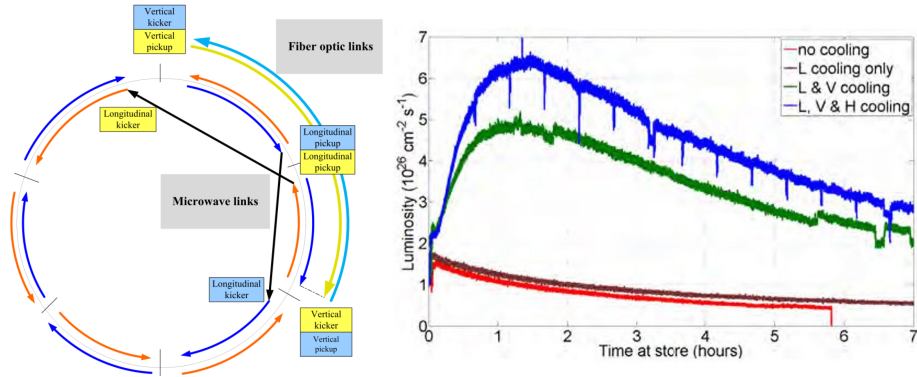 Vertical
kicker
Vertical
pickup
Fiber optic links
Longitudinal
kicker
Longitudinal
pickup
Longitudinal
pickup
Microwave links
Longitudinal
kicker
Vertical
kicker
Vertical
pickup
no cooling
L cooling only
L & V cooling
L, V & H cooling
Luminosity (10²⁶ cm⁻² s⁻¹)
7
6
5
4
3
2
1
0
0 1 2 3 4 5 6 7
Time at store (hours)